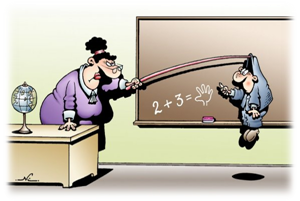 2 + 3 =